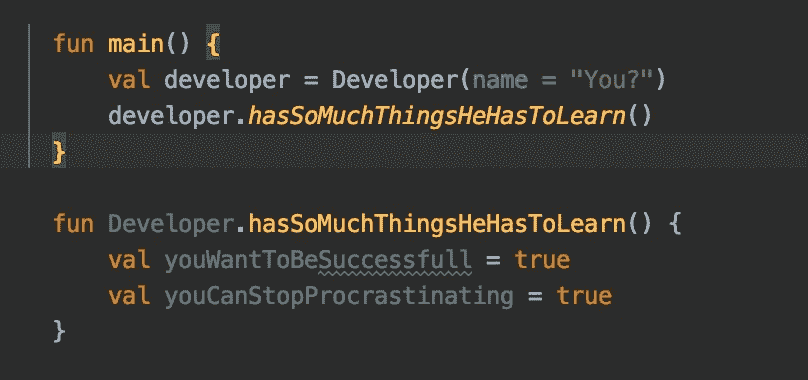 fun main() {
val developer = Developer(name = "You?")
developer.hasSoMuchThingsHeHasToLearn()
}
fun Developer.hasSoMuchThingsHeHasToLearn() {
val youWantToBeSuccessfull = true
val youCanStopProcrastinating = true
}